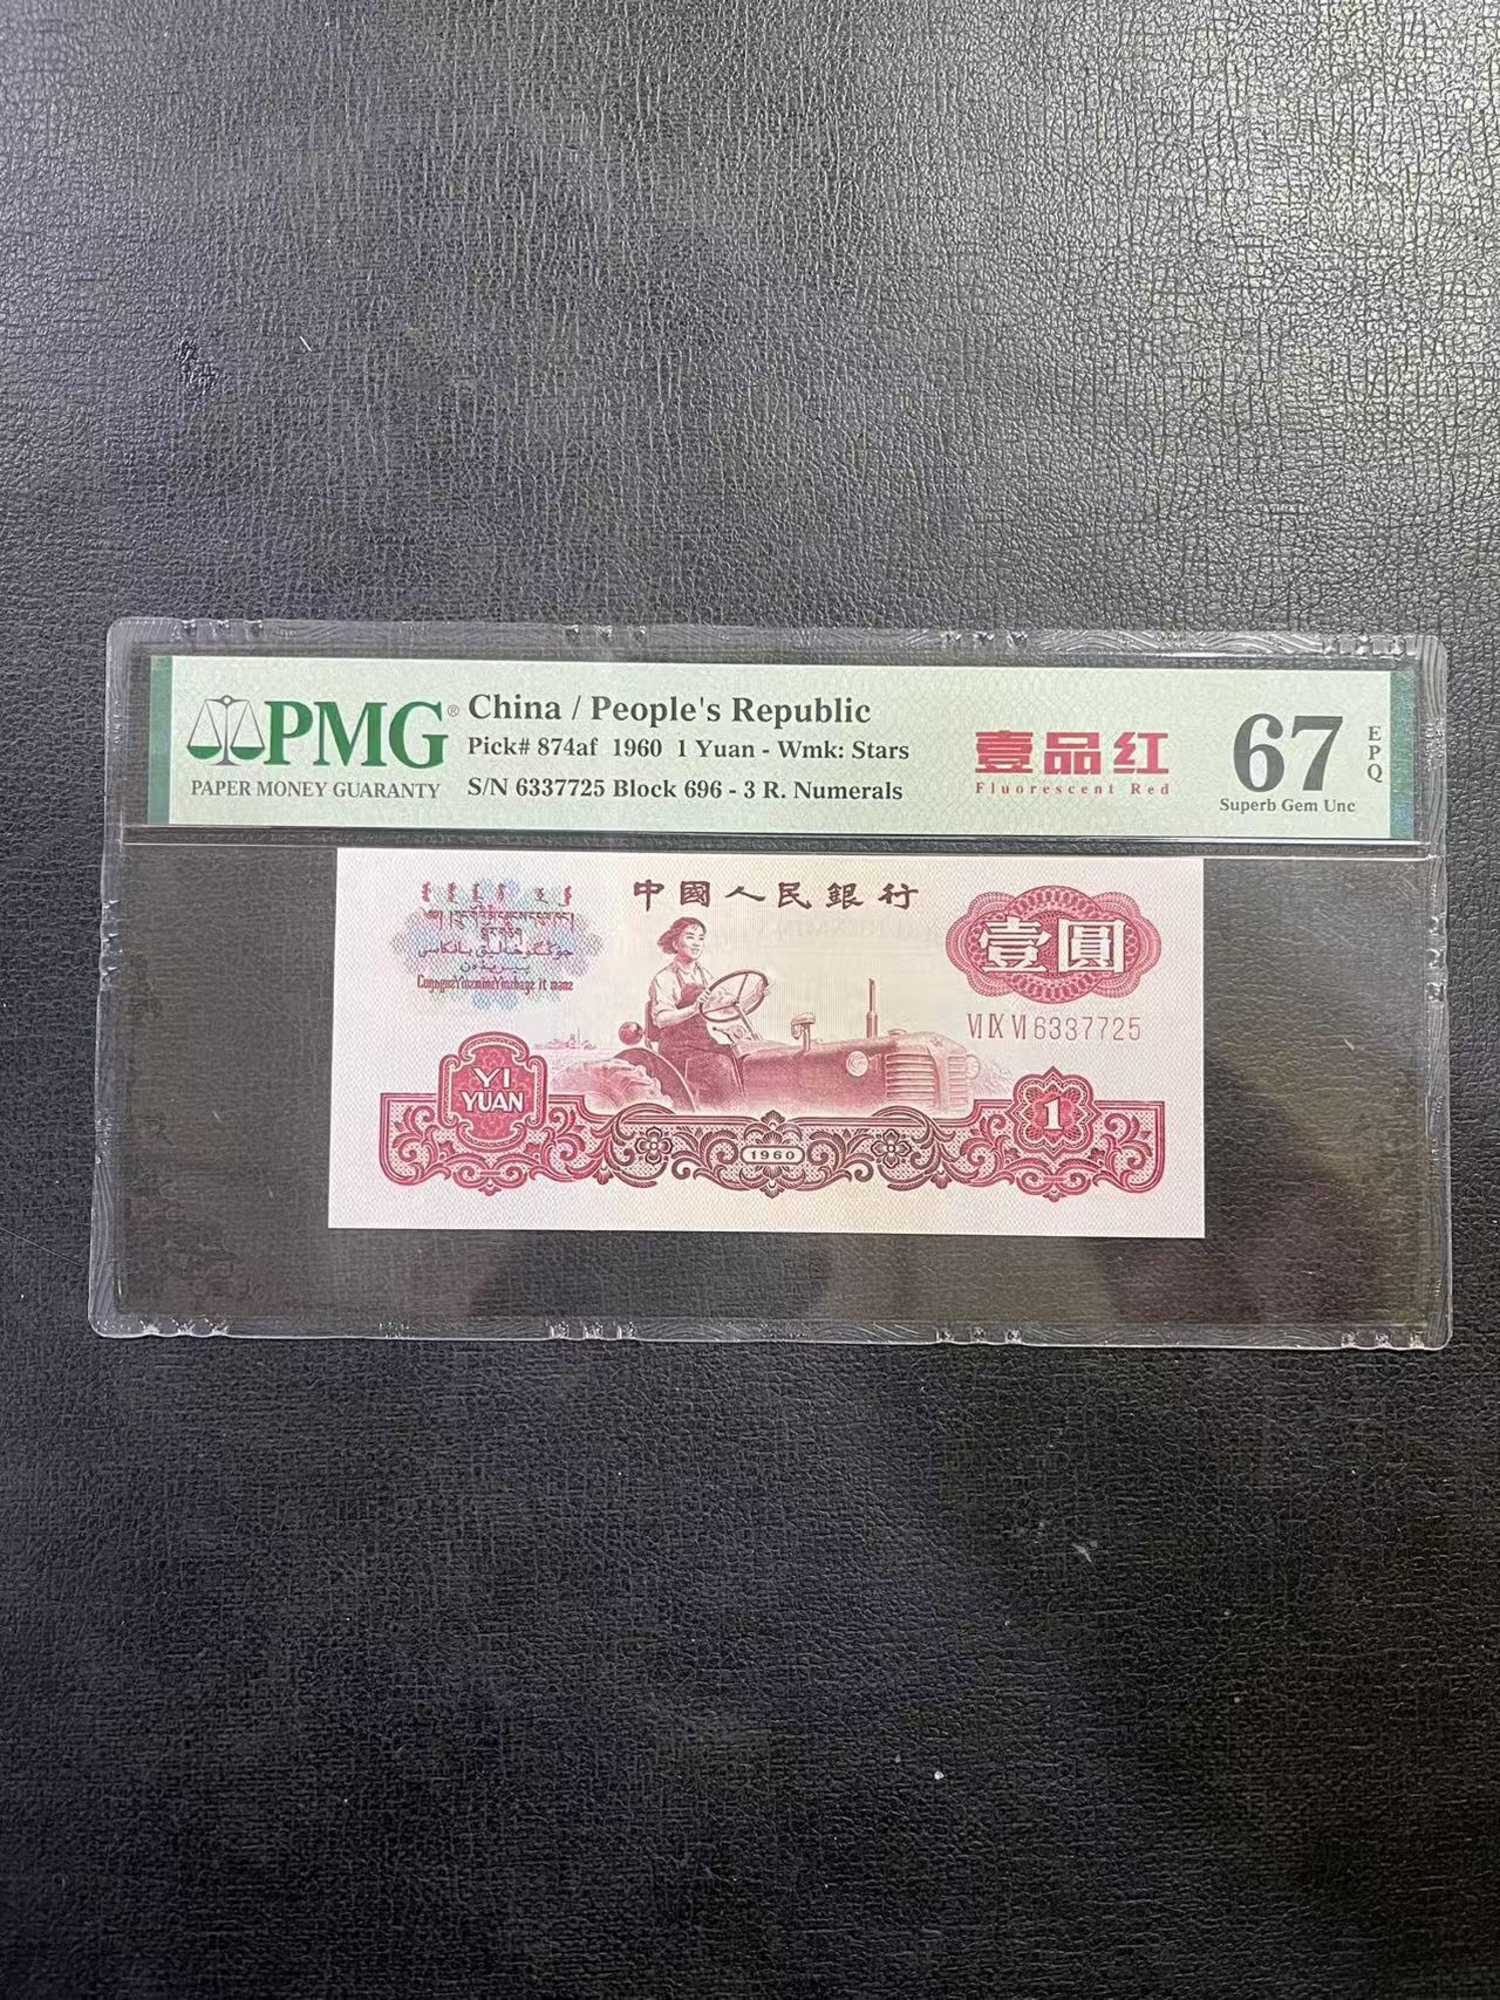 PMG®
PAPER MONEY GUARANTY
China / People's Republic
Pick# 874af 1960 1 Yuan - Wmk: Stars
S/N 6337725 Block 696 - 3 R. Numerals
壹品红
Fluorescent Red
67
EPQ
Superb Gem Unc
中國人民銀行
壹圓
Ⅵ Ⅸ Ⅵ 6337725
YI
YUAN
1960
1